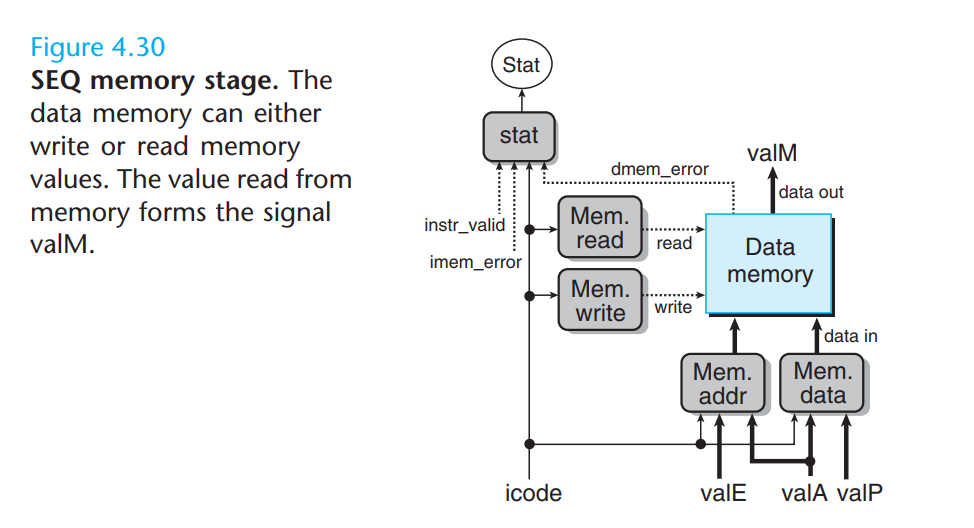 Figure 4.30
SEQ memory stage. The
data memory can either
write or read memory
values. The value read from
memory forms the signal
valM.
Stat
stat
valM
dmem_error
data out
instr_valid
Mem.
read
read
Data
memory
imem_error
Mem.
write
write
data in
Mem.
addr
Mem.
data
icode
valE
valA
valP